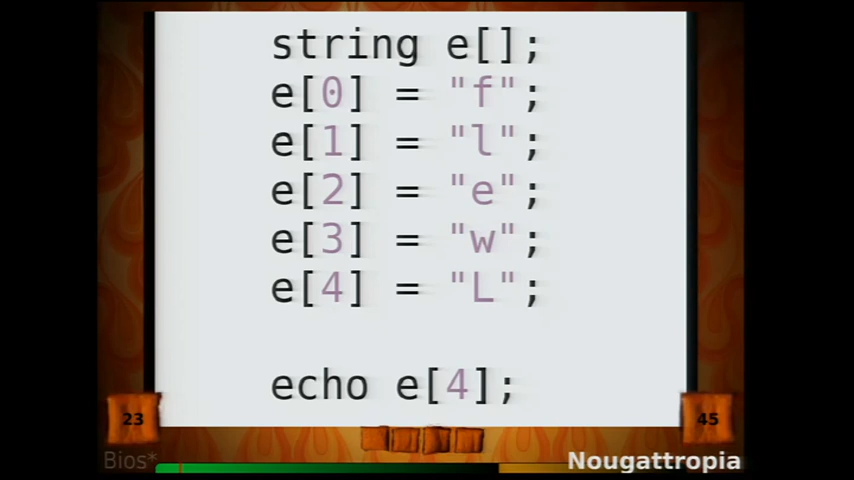 string e[];
e[0] = "f";
e[1] = "l";
e[2] = "e";
e[3] = "w";
e[4] = "L";
echo e[4];
23
45
Bios*
Nougattropia